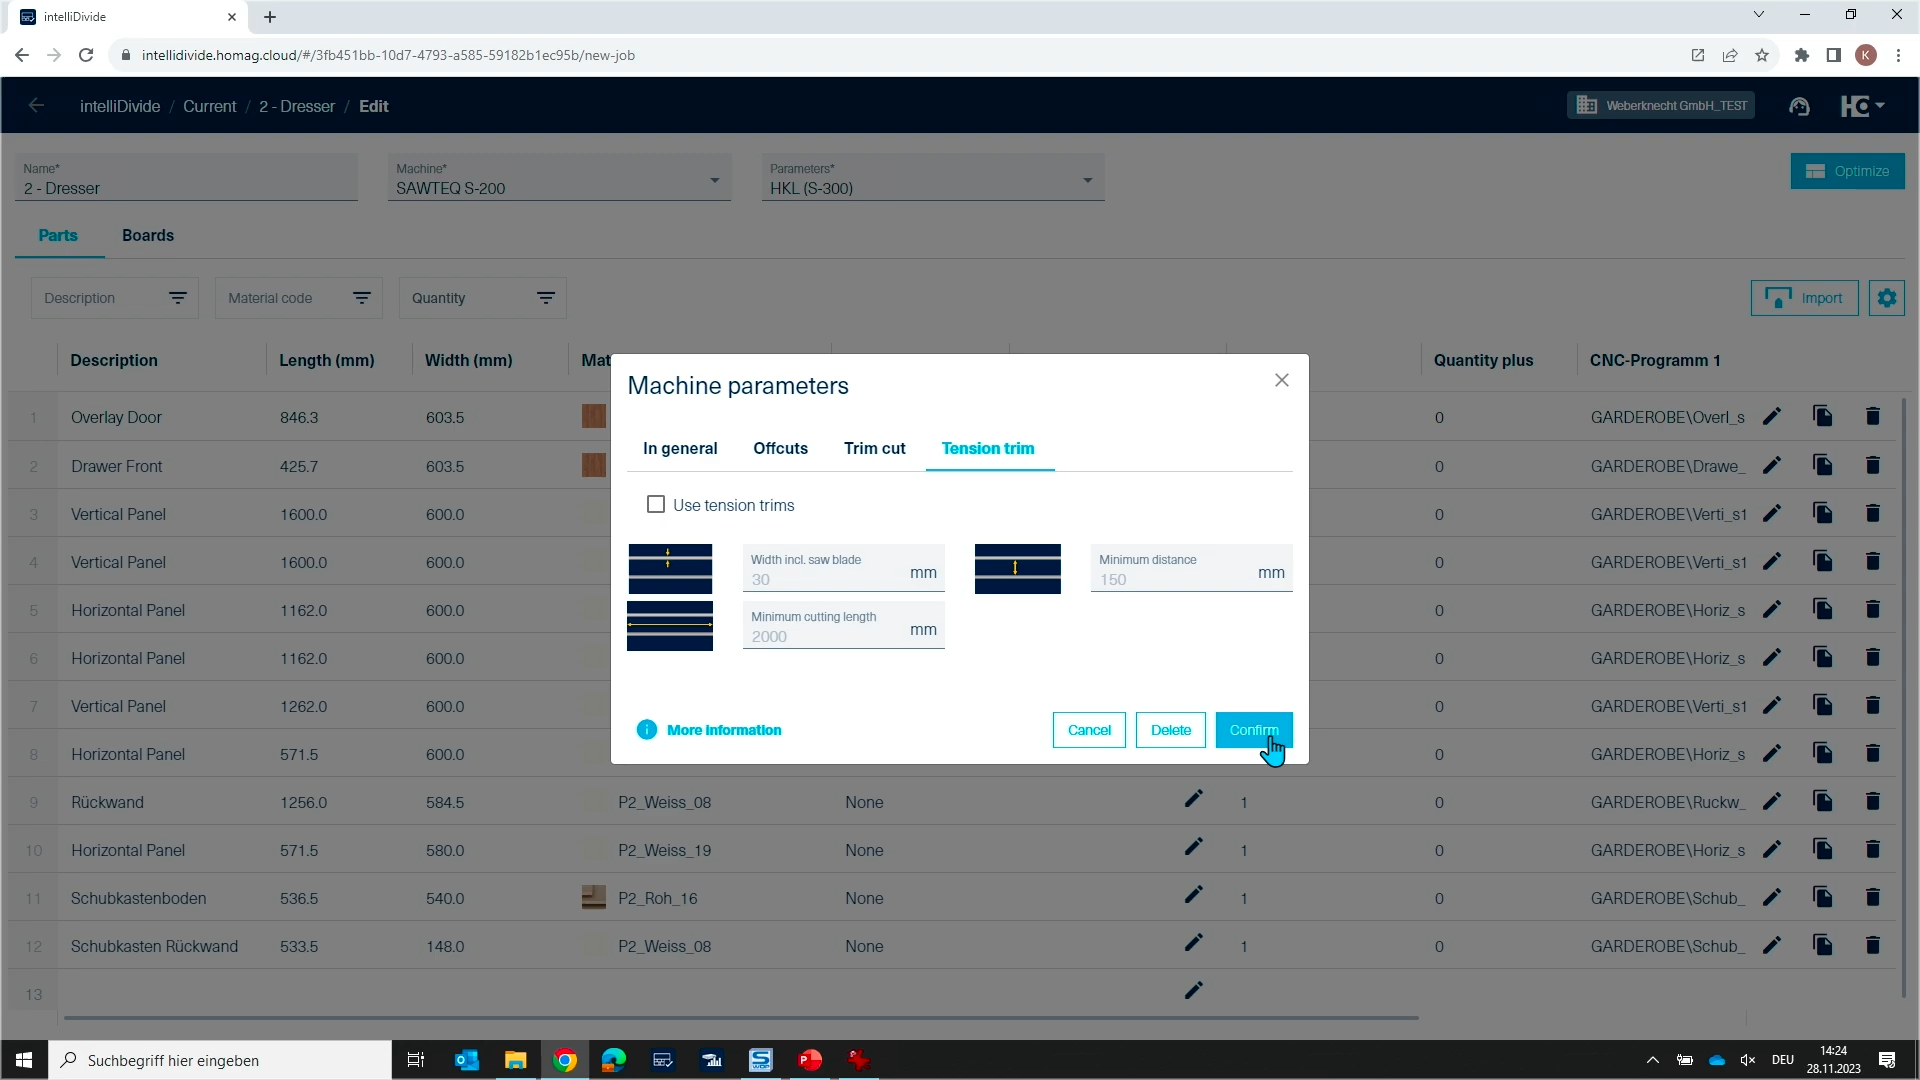 intelliDivide
intellidivide.homag.cloud/#/3fb451bb-10d7-4793-a585-59182b1ec95b/new-job
K
intelliDivide / Current / 2 - Dresser / Edit
Weberknecht GmbH_TEST
Name*
2 - Dresser
Machine*
SAWTEQ S-200
Parameters*
HKL (S-300)
Optimize
Parts
Boards
Description
Material code
Quantity
Import
Description Length (mm) Width (mm) Mat Quantity plus CNC-Programm 1
1 Overlay Door 846.3 603.5 0 GARDEROBE\Overl_s
2 Drawer Front 425.7 603.5 0 GARDEROBE\Drawe_
3 Vertical Panel 1600.0 600.0 0 GARDEROBE\Verti_s1
4 Vertical Panel 1600.0 600.0 0 GARDEROBE\Verti_s1
5 Horizontal Panel 1162.0 600.0 0 GARDEROBE\Horiz_s
6 Horizontal Panel 1162.0 600.0 0 GARDEROBE\Horiz_s
7 Vertical Panel 1262.0 600.0 0 GARDEROBE\Verti_s1
8 Horizontal Panel 571.5 600.0 0 GARDEROBE\Horiz_s
9 Rückwand 1256.0 584.5 P2_Weiss_08 None 1 0 GARDEROBE\Ruckw_
10 Horizontal Panel 571.5 580.0 P2_Weiss_19 None 1 0 GARDEROBE\Horiz_s
11 Schubkastenboden 536.5 540.0 P2_Roh_16 None 1 0 GARDEROBE\Schub_
12 Schubkasten Rückwand 533.5 148.0 P2_Weiss_08 None 1 0 GARDEROBE\Schub_
13
Machine parameters
In general Offcuts Trim cut Tension trim
Use tension trims
Width incl. saw blade
30 mm
Minimum distance
150 mm
Minimum cutting length
2000 mm
More information
Cancel
Delete
Confirm
Suchbegriff hier eingeben
DEU
14:24
28.11.2023